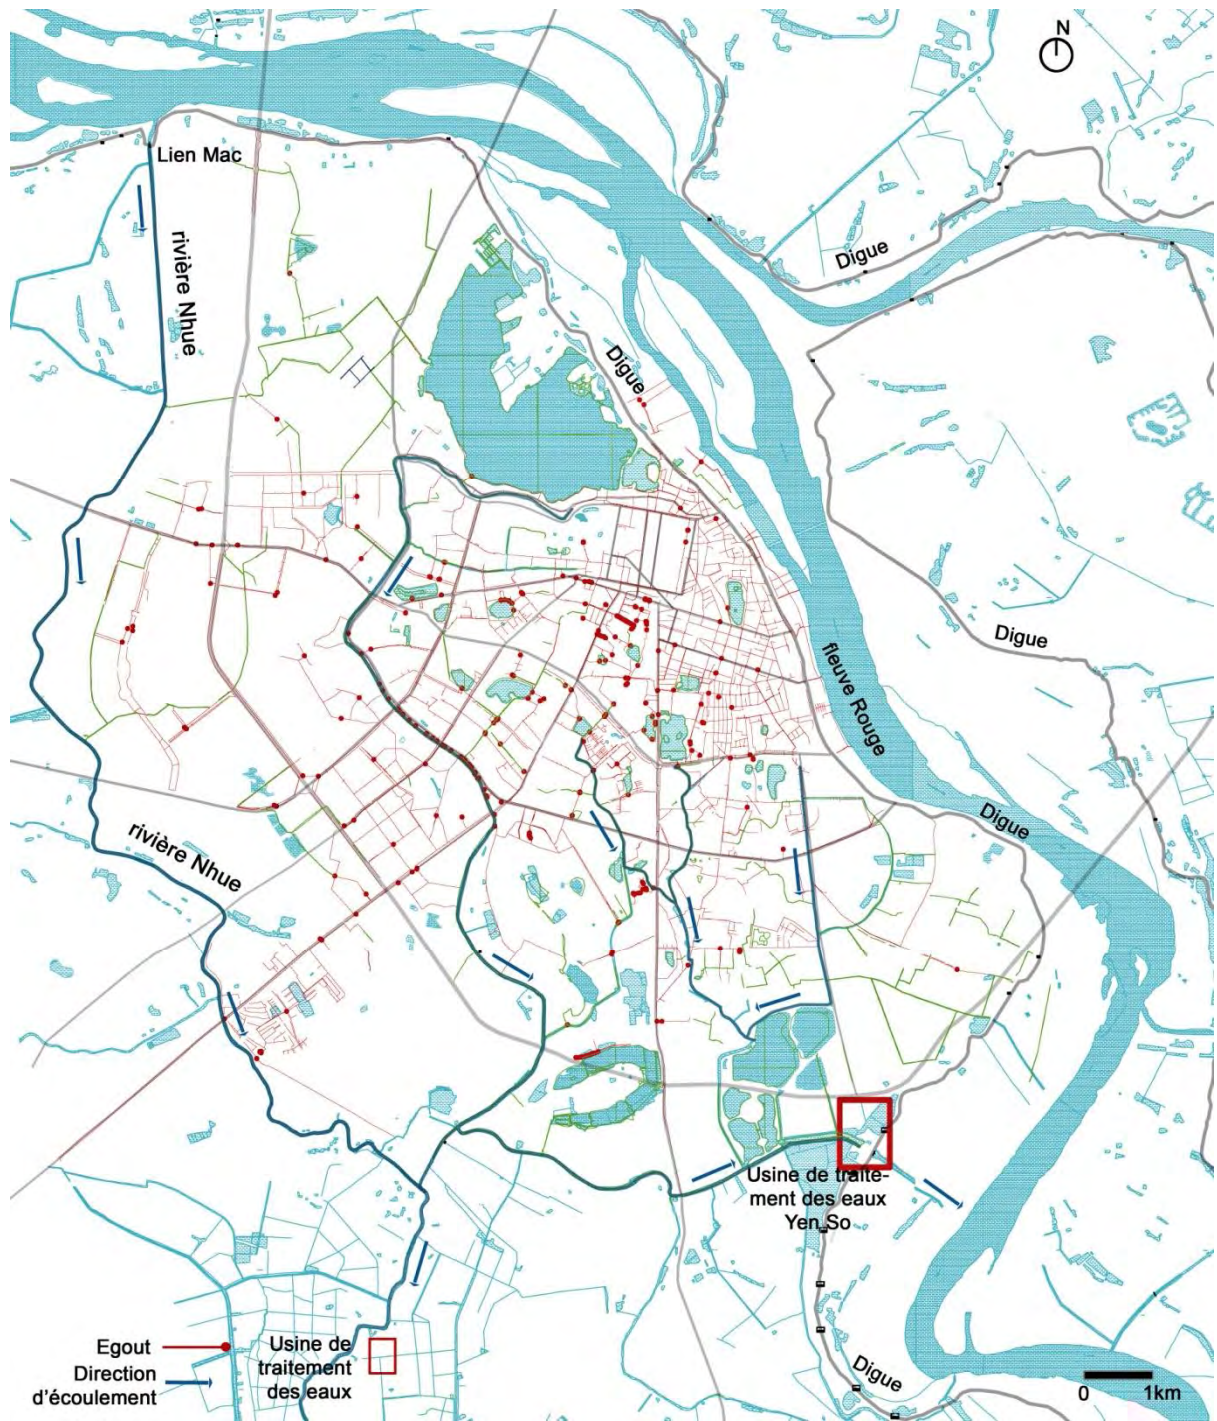 N
Lien Mac
rivière Nhue
Digue
Digue
Digue
fleuve Rouge
Digue
rivière Nhue
Usine de traite-
ment des eaux
Yen So
Egout
Direction
d'écoulement
Usine de
traitement
des eaux
Digue
0 1km